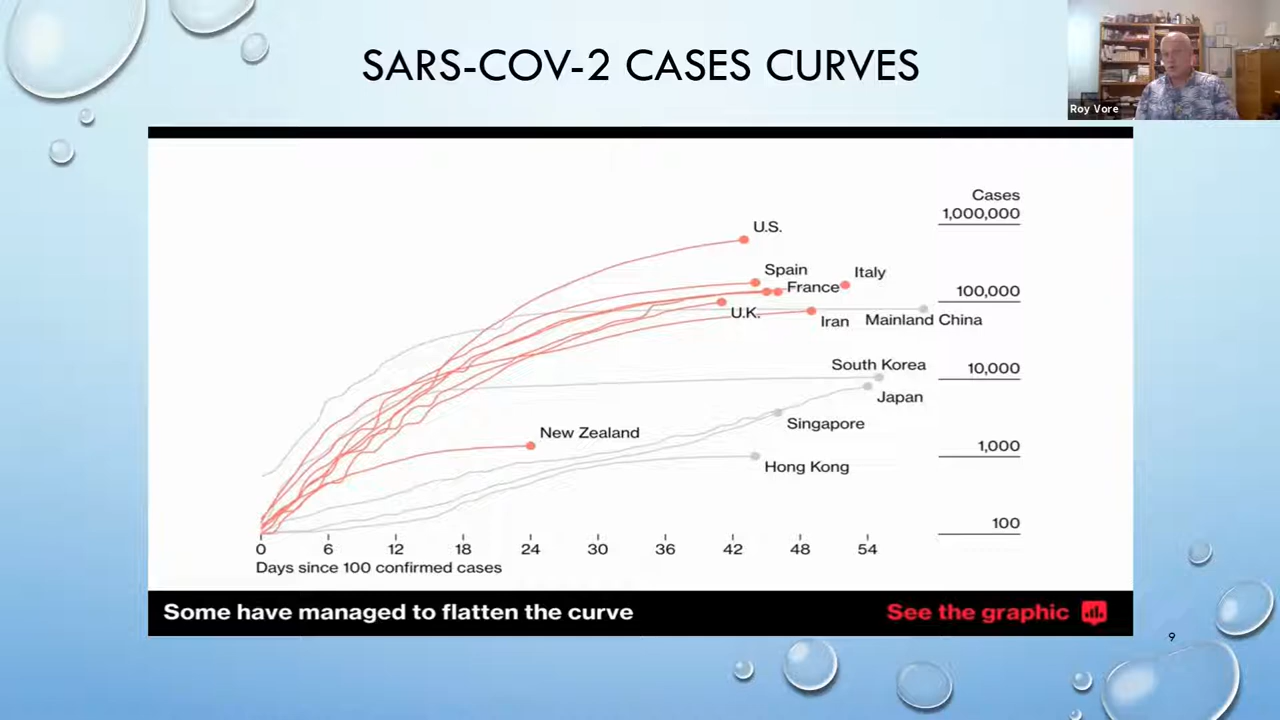 SARS-COV-2 CASES CURVES
Roy Vore
Cases
1,000,000
U.S.
Spain
Italy
France
100,000
U.K.
Iran
Mainland China
South Korea
10,000
Japan
Singapore
New Zealand
1,000
Hong Kong
100
0 6 12 18 24 30 36 42 48 54
Days since 100 confirmed cases
Some have managed to flatten the curve
See the graphic
9